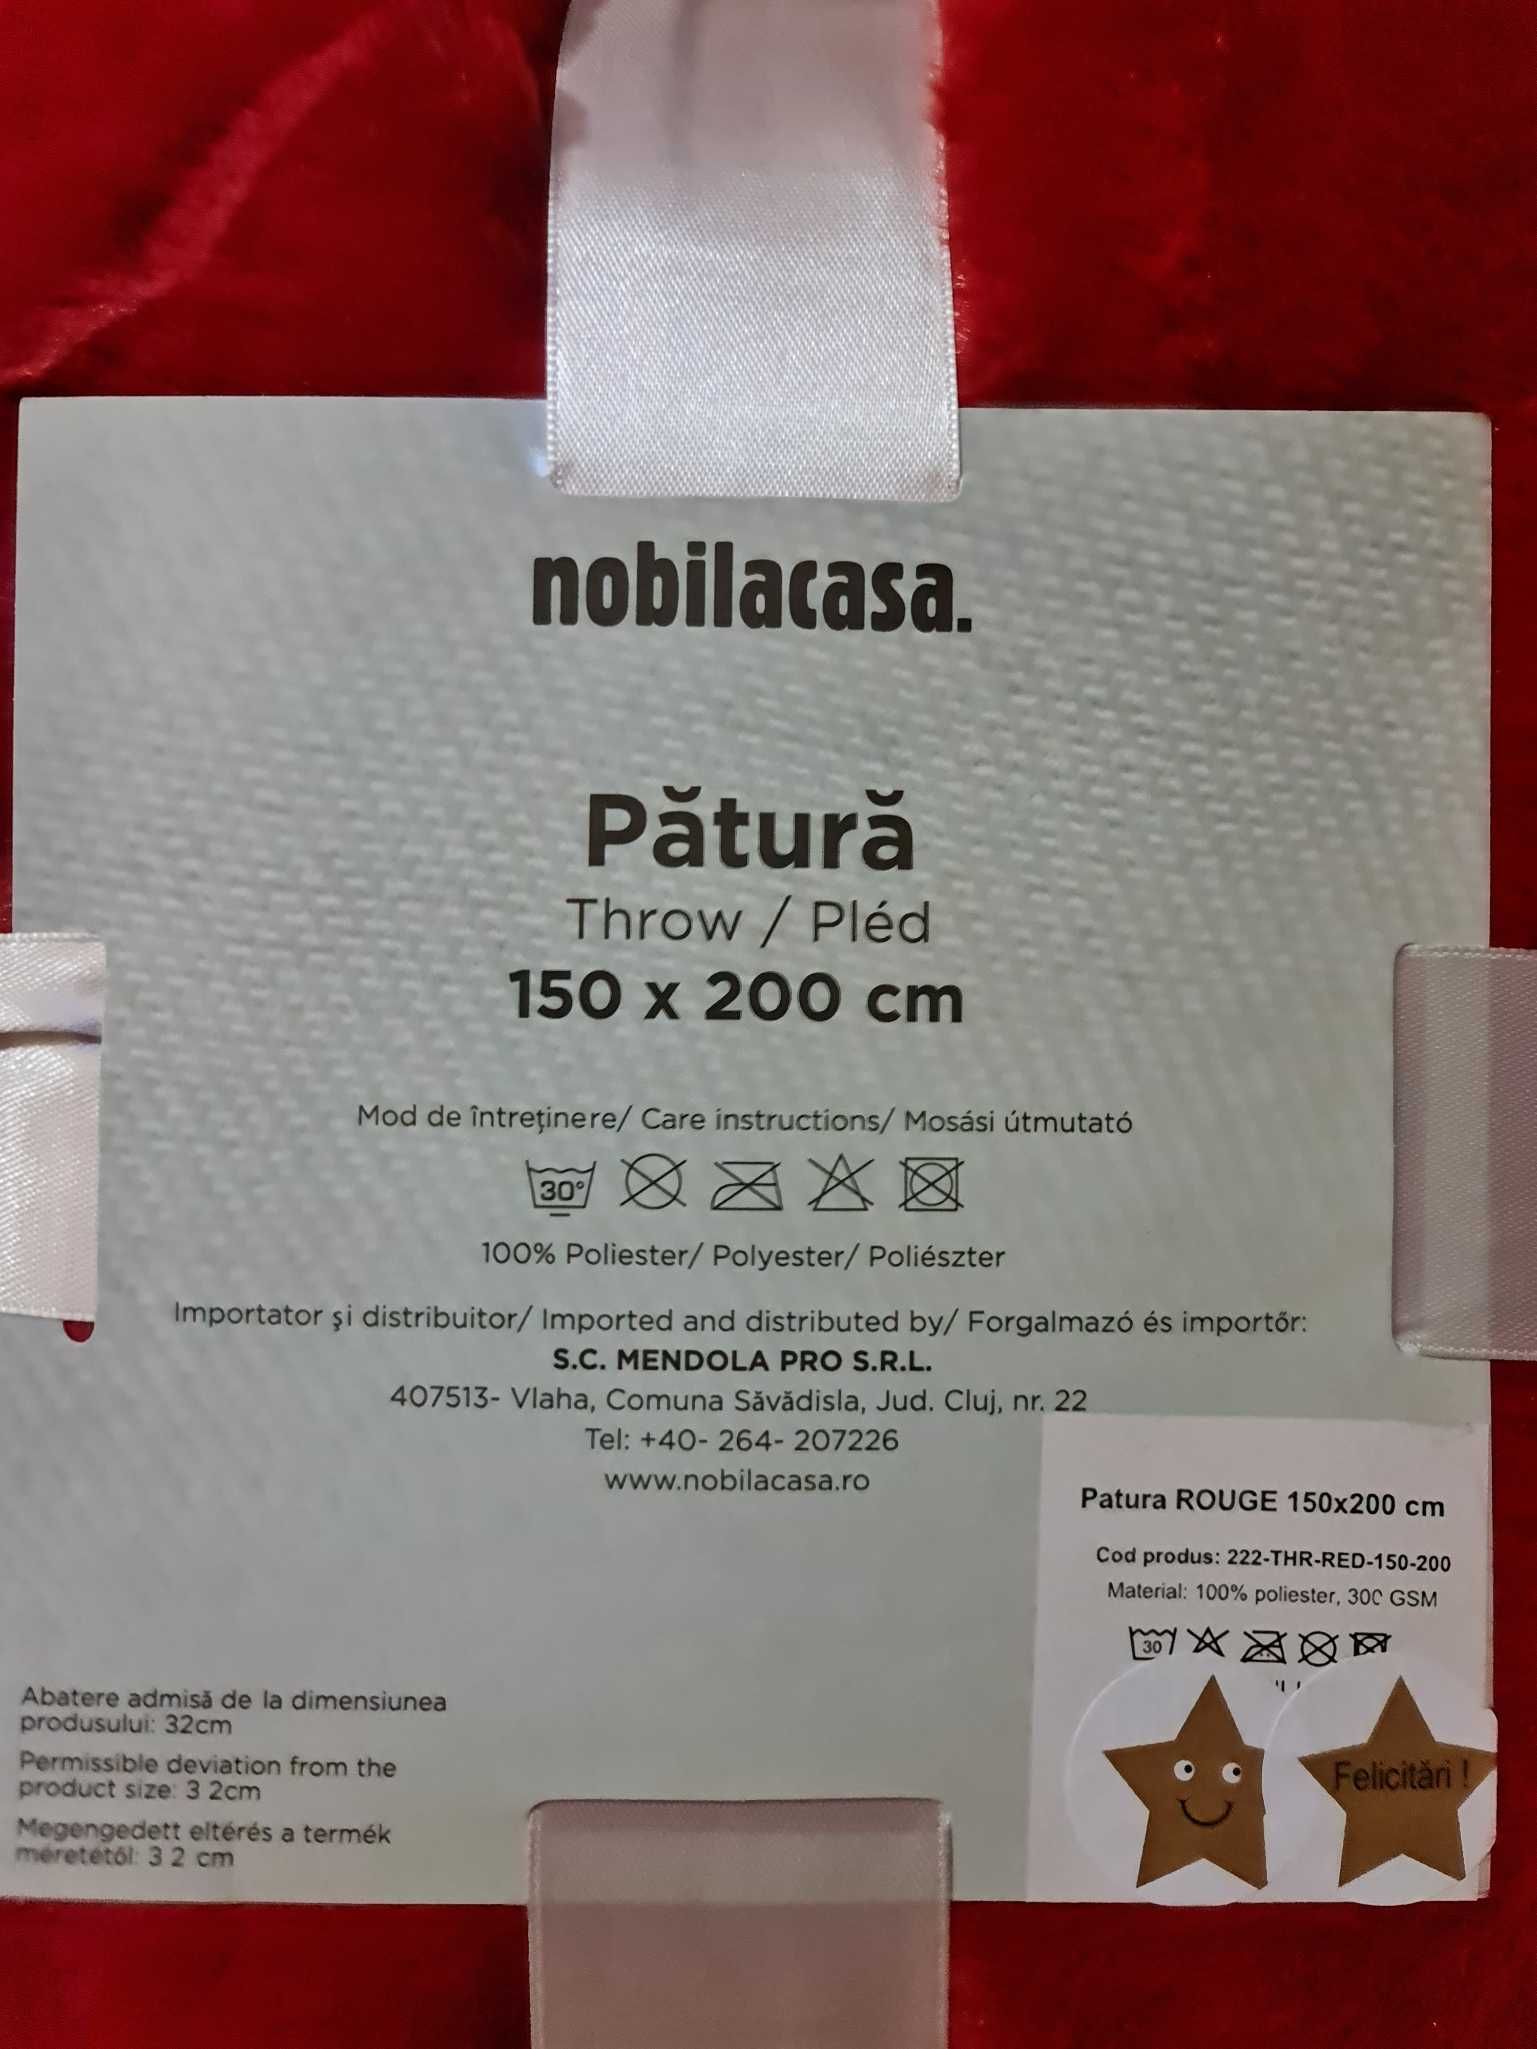 nobilacasa.
Pătură
Throw / Pléd
150 x 200 cm
Mod de întreținere/ Care instructions/ Mosási útmutató
30°
100% Poliester/ Polyester/ Poliészter
Importator şi distribuitor/ Imported and distributed by/ Forgalmazó és importőr:
S.C. MENDOLA PRO S.R.L.
407513- Vlaha, Comuna Săvădisla, Jud. Cluj, nr. 22
Tel: +40- 264- 207226
www.nobilacasa.ro
Patura ROUGE 150x200 cm
Cod produs: 222-THR-RED-150-200
Material: 100% poliester, 300 GSM
30
Felicitări !
Abatere admisă de la dimensiunea
produsului: 32cm
Permissible deviation from the
product size: 3 2cm
Megengedett eltérés a termék
méretétől: 3 2 cm